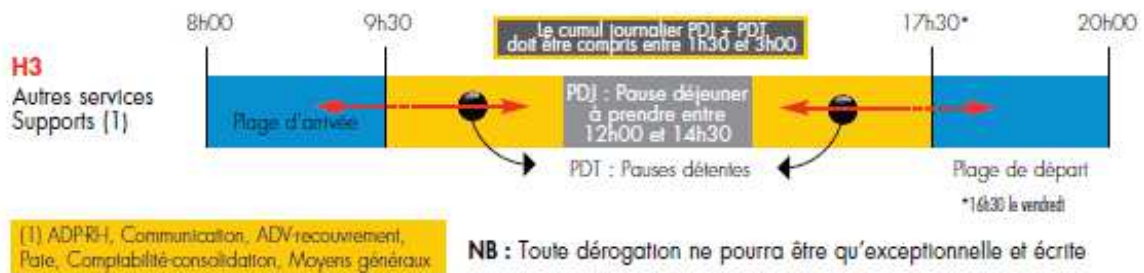 8h00
9h30
Le cumul journalier PDJ + PDT
doit être compris entre 1h30 et 3h00
17h30*
20h00
H3
Autres services
Supports (1)
Plage d'arrivée
PDJ : Pause déjeuner
à prendre entre
12h00 et 14h30
PDT : Pauses détentes
Plage de départ
*16h30 le vendredi
(1) ADP-RH, Communication, ADV-recouvrement,
Paie, Comptabilité-consolidation, Moyens généraux
NB : Toute dérogation ne pourra être qu'exceptionnelle et écrite